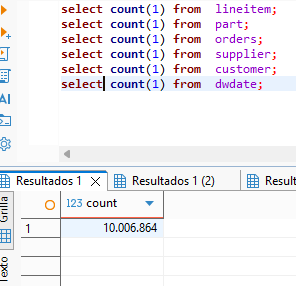 select count(1) from  lineitem;
select count(1) from  part;
select count(1) from  orders;
select count(1) from  supplier;
select count(1) from  customer;
select count(1) from  dwdate;
AI
Resultados 1
Resultados 1 (2)
Result
Grilla
123 count
1
10.006.864
Texto